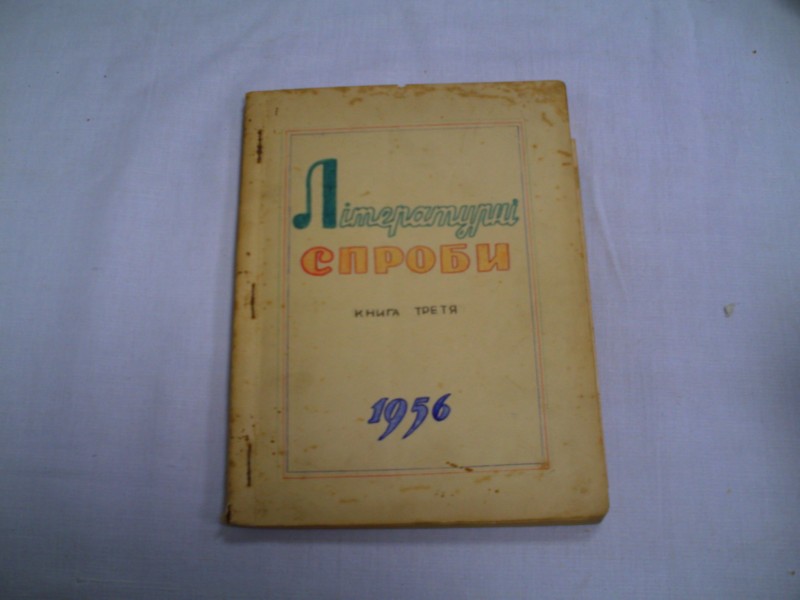 Літературні
СПРОБИ
КНИГА ТРЕТЯ
1956